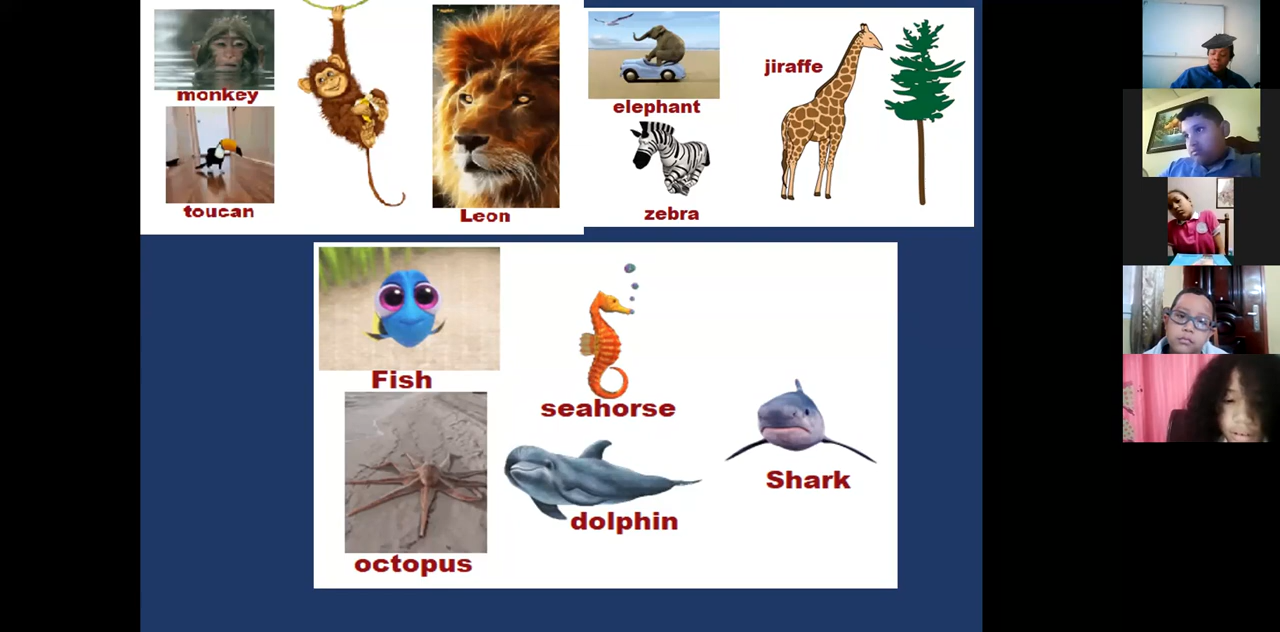 monkey
toucan
Leon
elephant
zebra
jiraffe
Fish
seahorse
octopus
dolphin
Shark